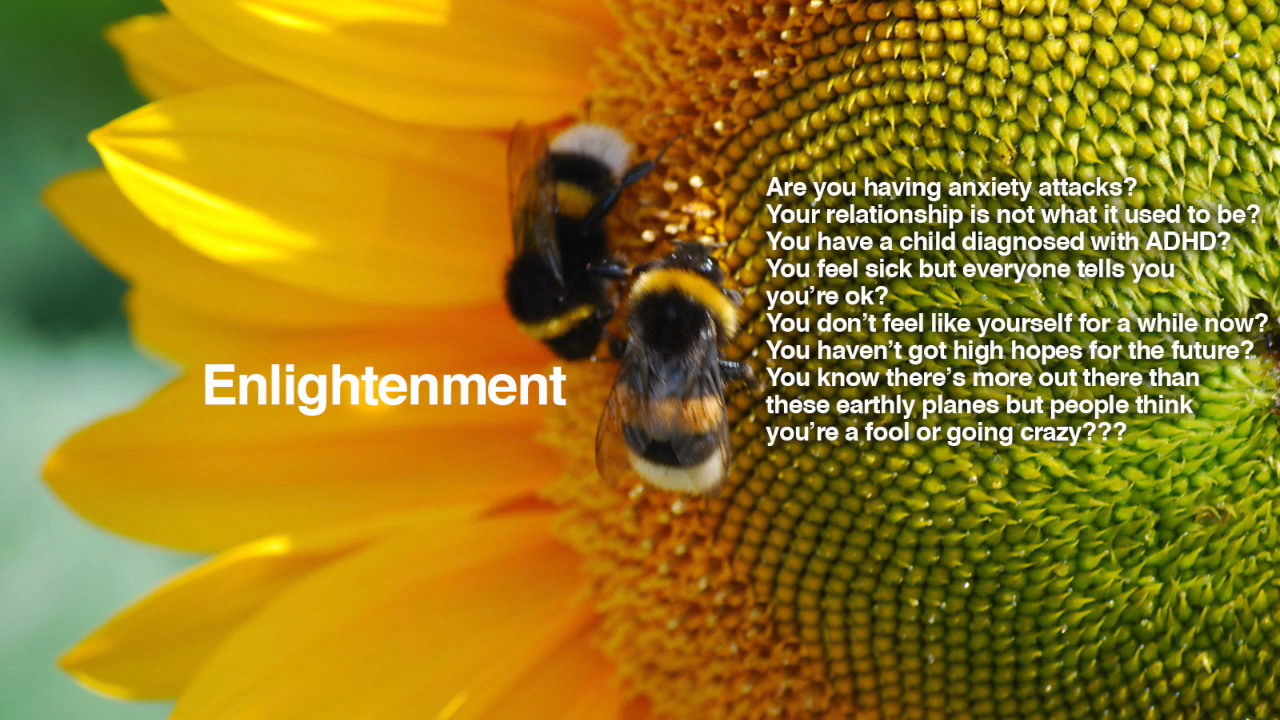 Enlightenment
Are you having anxiety attacks?
Your relationship is not what it used to be?
You have a child diagnosed with ADHD?
You feel sick but everyone tells you
you’re ok?
You don’t feel like yourself for a while now?
You haven’t got high hopes for the future?
You know there’s more out there than
these earthly planes but people think
you’re a fool or going crazy???